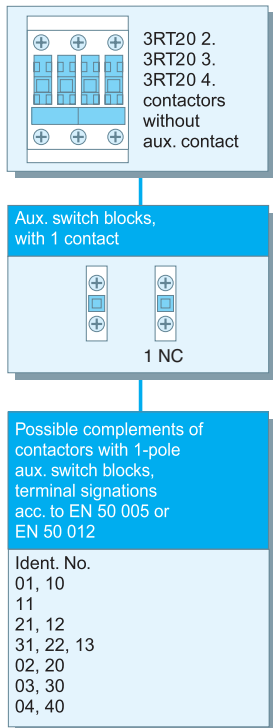 3RT20 2.
3RT20 3.
3RT20 4.
contactors
without
aux. contact
Aux. switch blocks,
with 1 contact
1 NC
Possible complements of
contactors with 1-pole
aux. switch blocks,
terminal signations
acc. to EN 50 005 or
EN 50 012
Ident. No.
01, 10
11
21, 12
31, 22, 13
02, 20
03, 30
04, 40